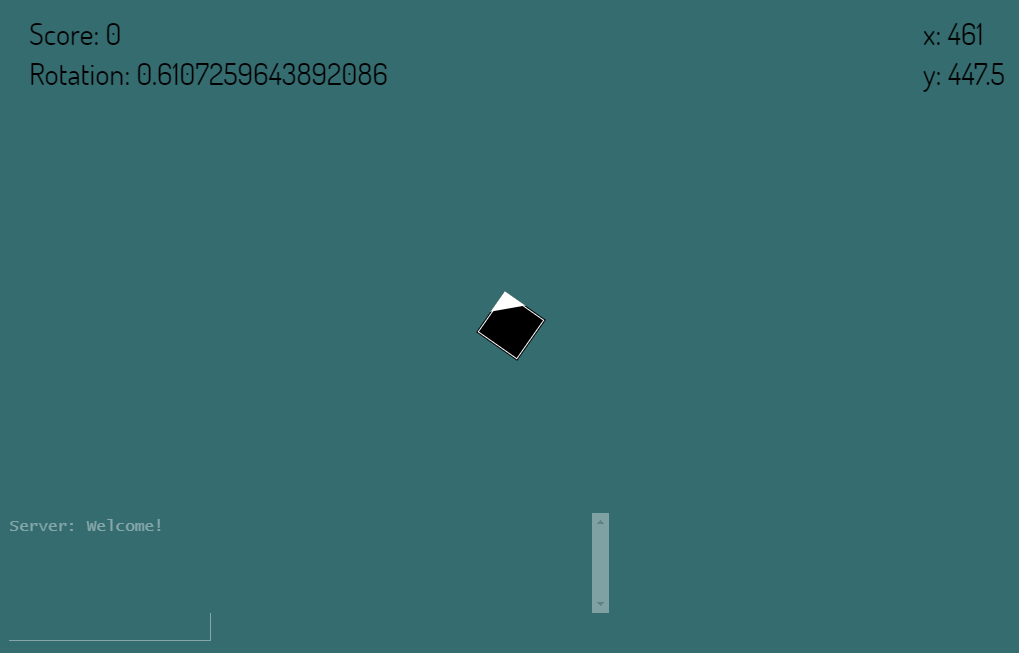 Score: 0
Rotation: 0.6107259643892086
x: 461
y: 447.5
Server: Welcome!